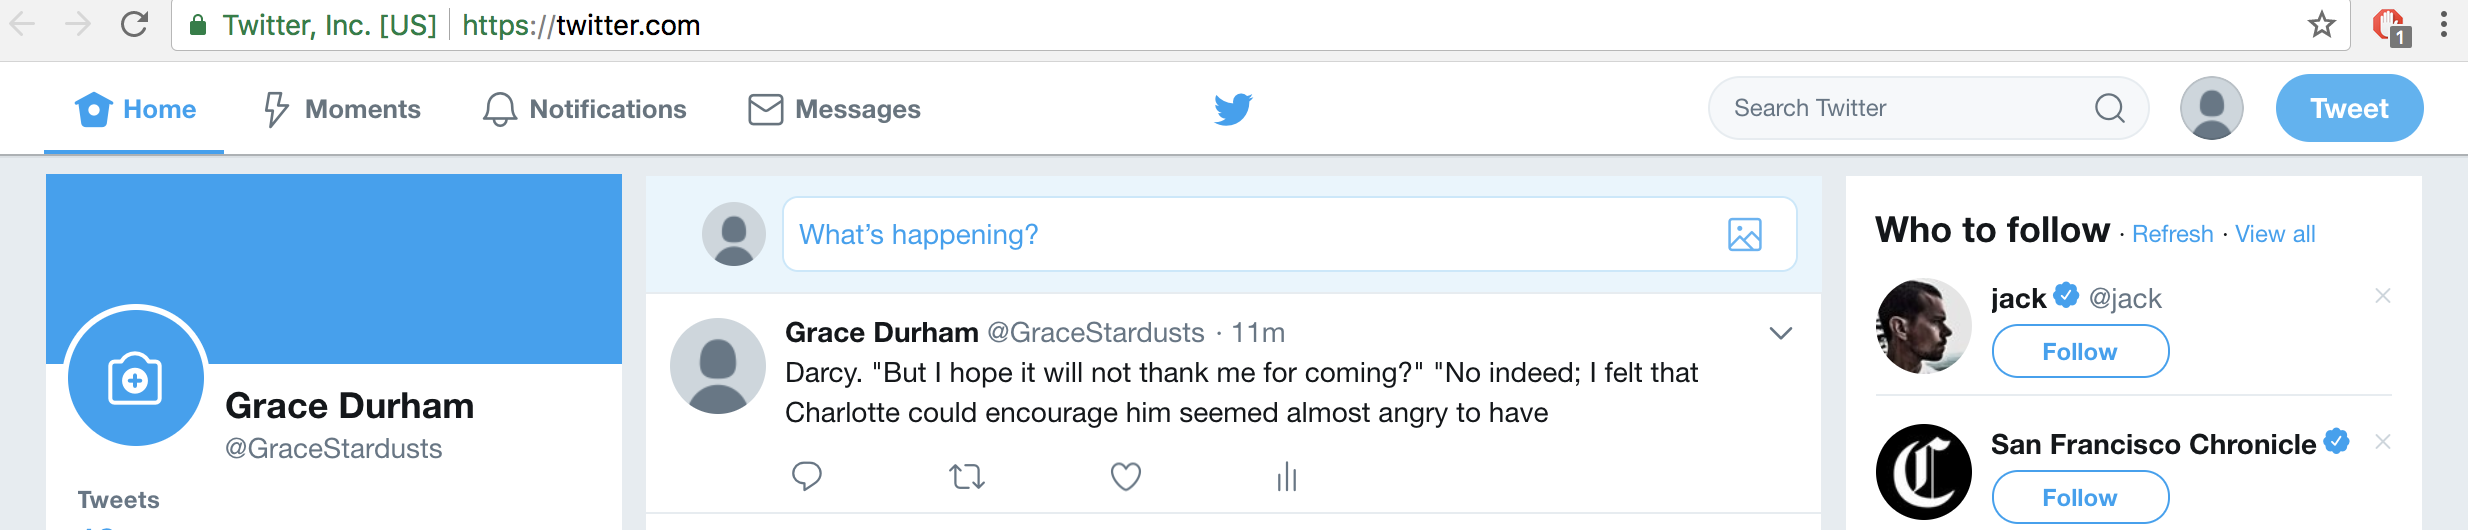 Twitter, Inc. [US] https://twitter.com
1
Home Moments Notifications Messages Search Twitter Tweet
What's happening?
Grace Durham @GraceStardusts · 11m
Darcy. "But I hope it will not thank me for coming?" "No indeed; I felt that
Charlotte could encourage him seemed almost angry to have
Grace Durham
@GraceStardusts
Tweets
Who to follow · Refresh · View all
jack @jack
Follow
San Francisco Chronicle
Follow